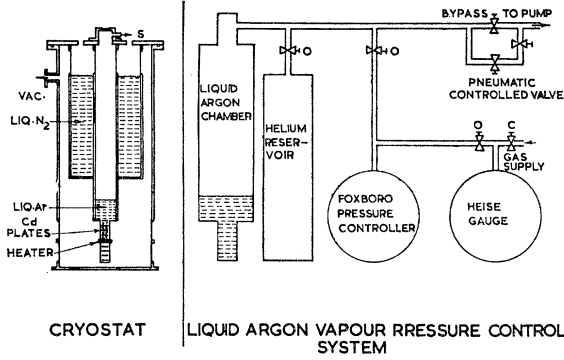 S
VAC.
LIQ.N2
LIQ.Ar
Cd
PLATES
HEATER
CRYOSTAT
BYPASS
TO PUMP
O
O
LIQUID
ARGON
CHAMBER
HELIUM
RESER-
VOIR
PNEUMATIC
CONTROLLED VALVE
O
C
GAS
SUPPLY
FOXBORO
PRESSURE
CONTROLLER
HEISE
GAUGE
LIQUID ARGON VAPOUR RRESSURE CONTROL
SYSTEM